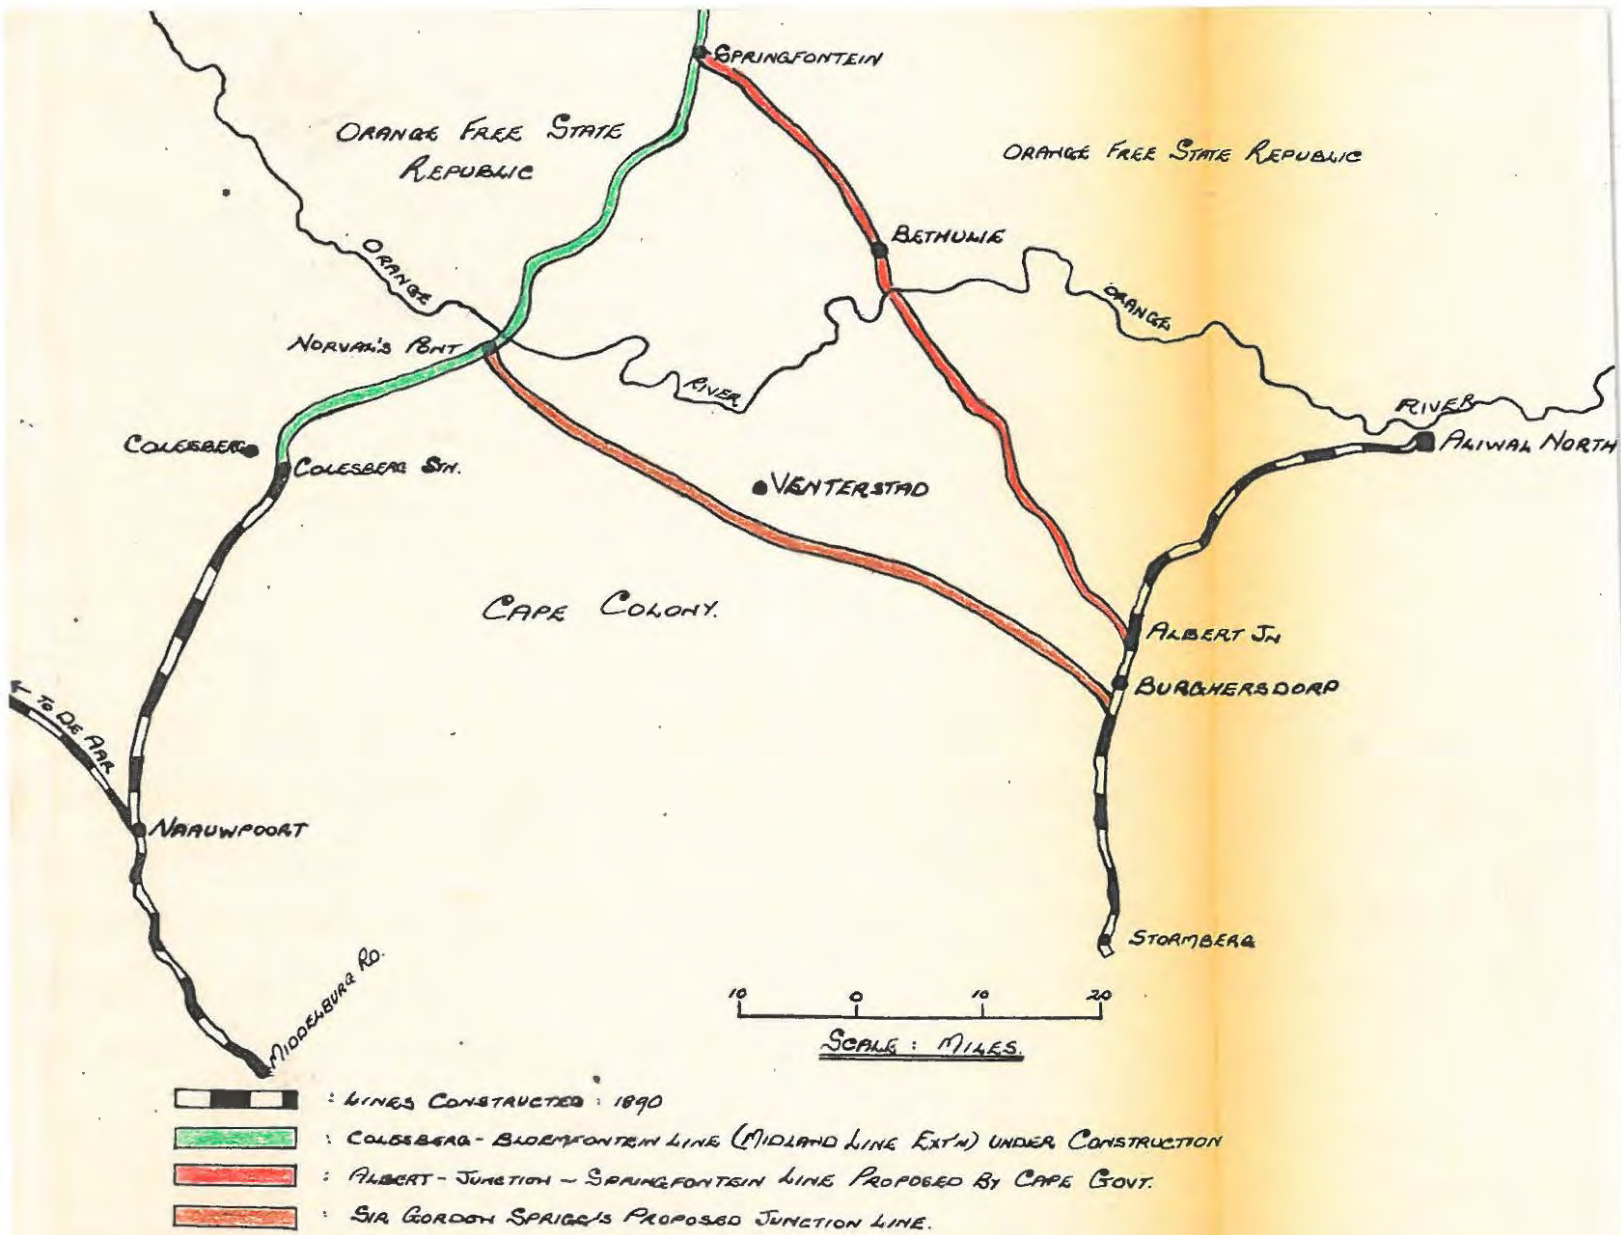 SPRINGFONTEIN
ORANGE FREE STATE
REPUBLIC
ORANGE FREE STATE REPUBLIC
BETHULIE
ORANGE
ORANGE
NORVAL'S PONT
RIVER
RIVER
COLESBERG
COLESBERG STN.
ALIWAL NORTH
VENTERSTAD
CAPE COLONY.
ALBERT JN
BURGHERSDORP
TO DE AAR
NAAUWPOORT
STORMBERG
MIDDELBURG RD.
10 0 10 20
SCALE : MILES.
: LINES CONSTRUCTED : 1890
: COLESBERG - BLOEMFONTEIN LINE (MIDLAND LINE EXT'N) UNDER CONSTRUCTION
: ALBERT - JUNCTION - SPRINGFONTEIN LINE PROPOSED BY CAPE GOVT.
: SIR GORDON SPRIGG'S PROPOSED JUNCTION LINE.